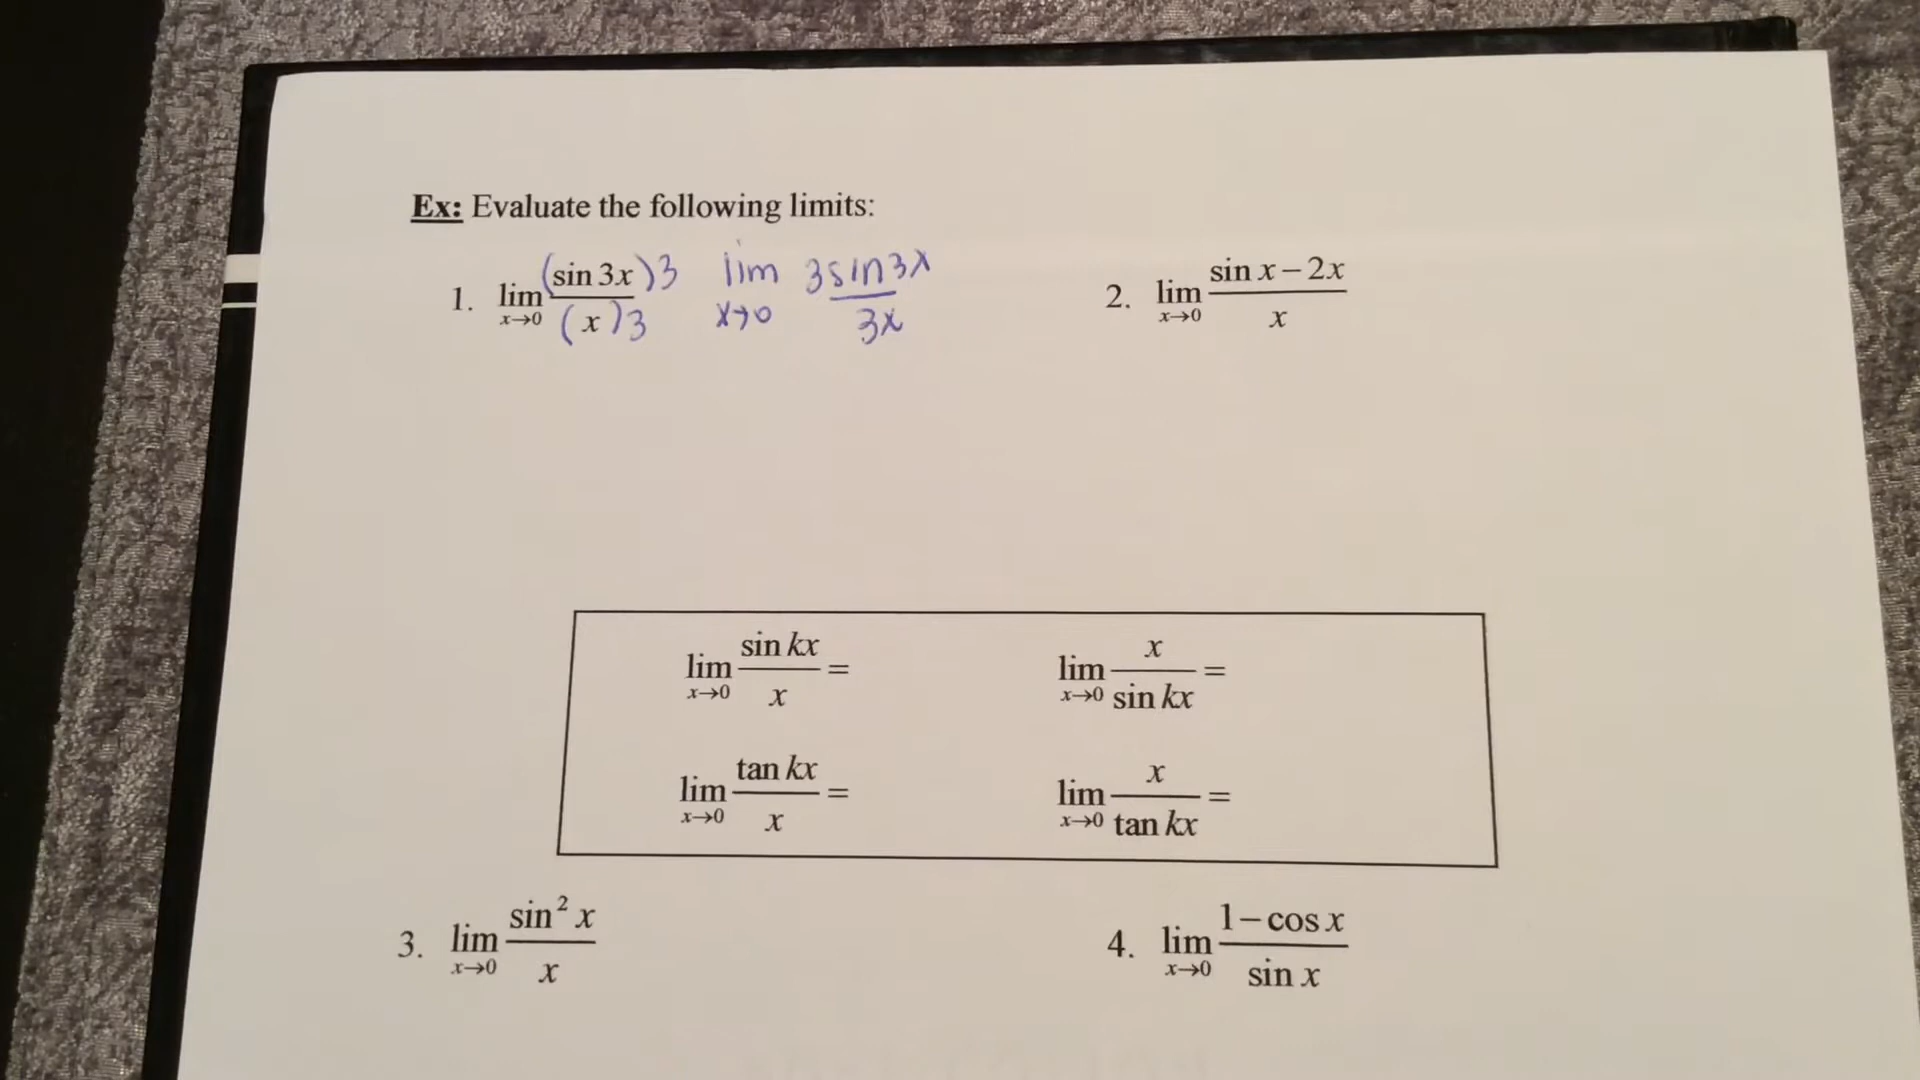 Ex: Evaluate the following limits:
1. lim x→0 (sin 3x)3 / (x)3 lim x→0 3sin3x / 3x
2. lim x→0 sin x – 2x / x
lim x→0 sin kx / x =
lim x→0 x / sin kx =
lim x→0 tan kx / x =
lim x→0 x / tan kx =
3. lim x→0 sin² x / x
4. lim x→0 1 – cos x / sin x